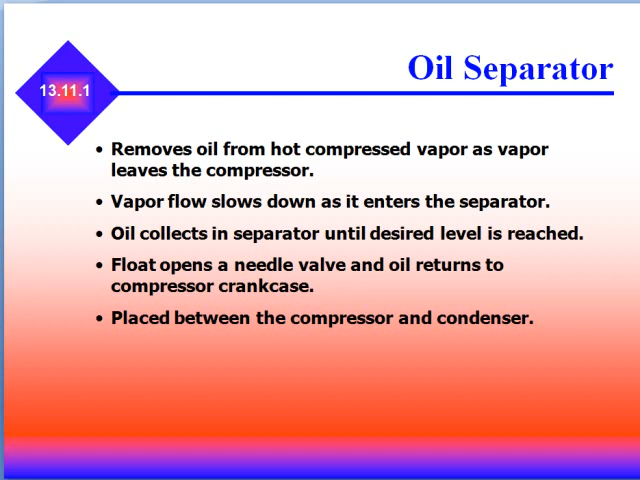 Oil Separator
13.11.1
• Removes oil from hot compressed vapor as vapor
leaves the compressor.
• Vapor flow slows down as it enters the separator.
• Oil collects in separator until desired level is reached.
• Float opens a needle valve and oil returns to
compressor crankcase.
• Placed between the compressor and condenser.